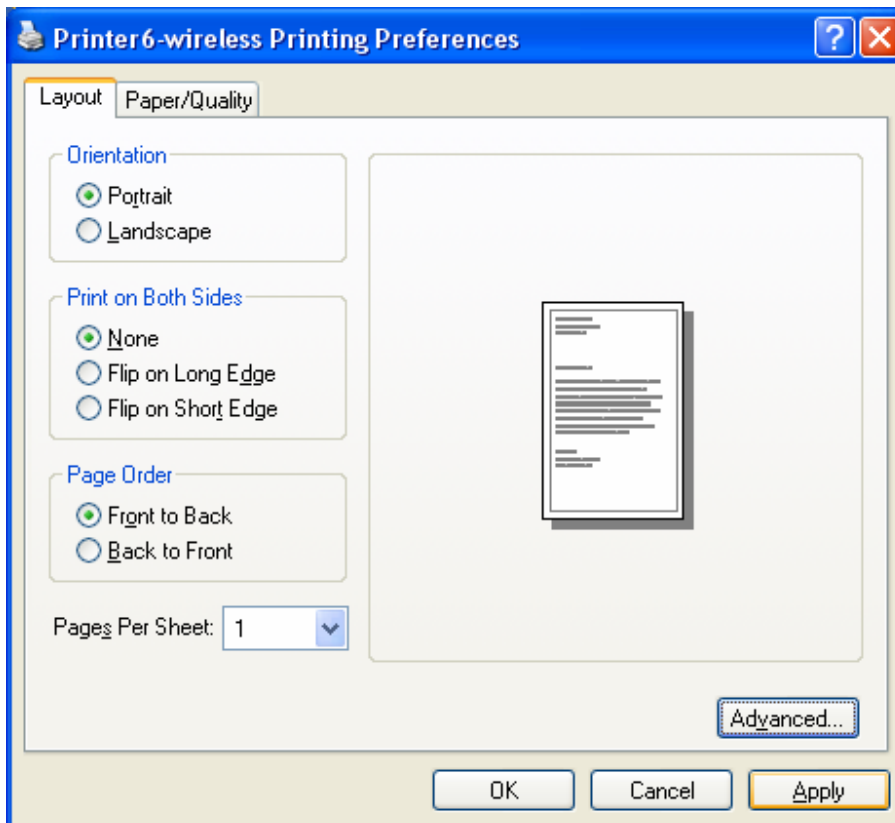 Printer6-wireless Printing Preferences
Layout Paper/Quality
Orientation
Portrait
Landscape
Print on Both Sides
None
Flip on Long Edge
Flip on Short Edge
Page Order
Front to Back
Back to Front
Pages Per Sheet: 1
Advanced...
OK Cancel Apply